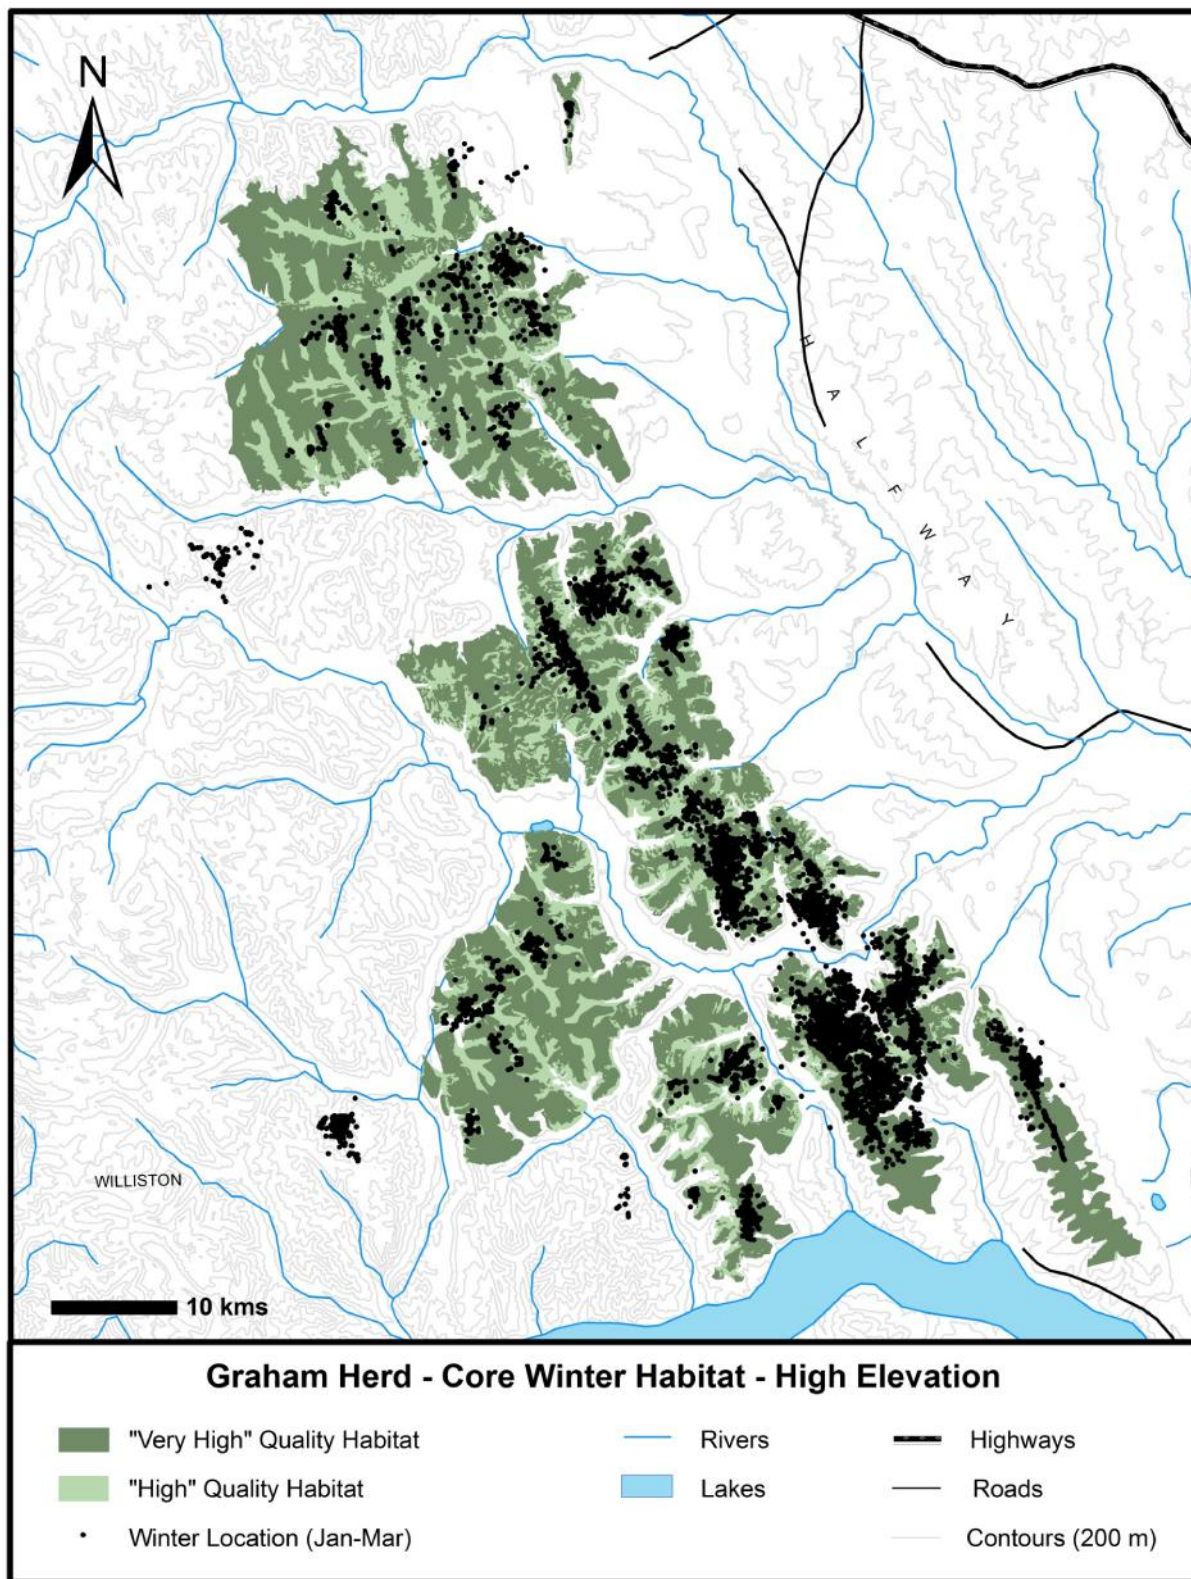 N
HALFWAY
WILLISTON
10 kms
Graham Herd - Core Winter Habitat - High Elevation
"Very High" Quality Habitat
Rivers
Highways
"High" Quality Habitat
Lakes
Roads
Winter Location (Jan-Mar)
Contours (200 m)